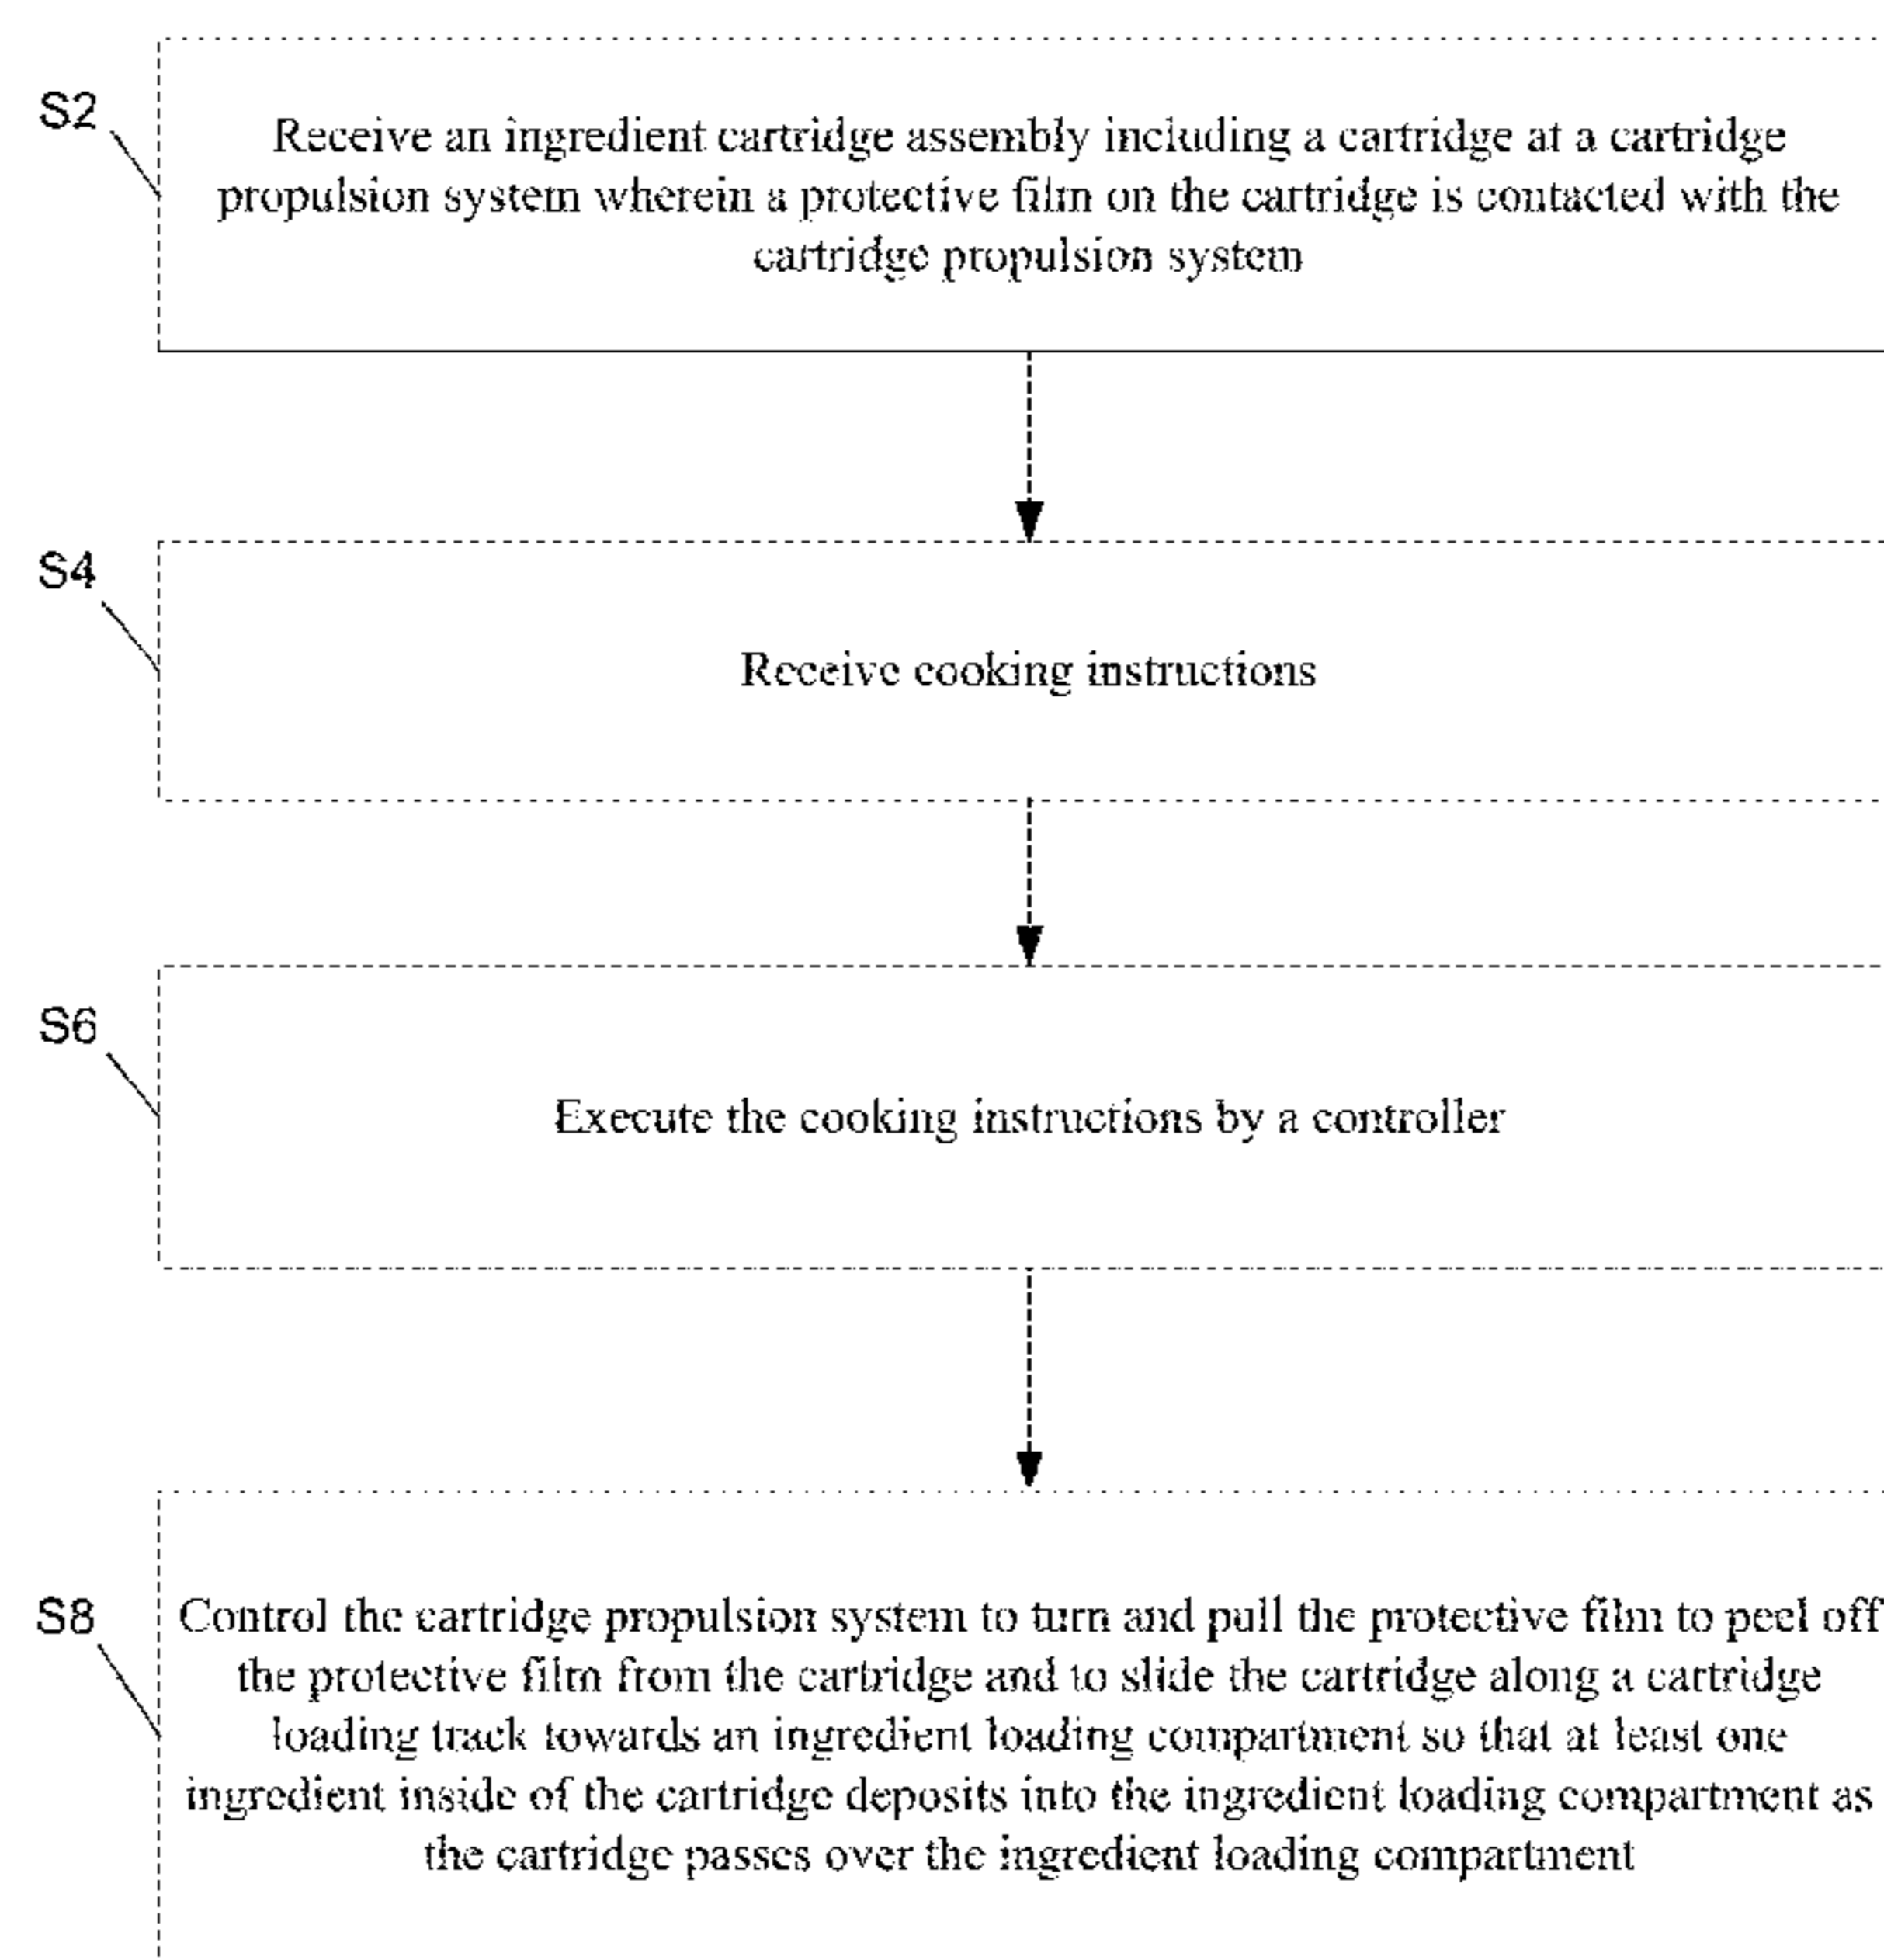 S2
Receive an ingredient cartridge assembly including a cartridge at a cartridge
propulsion system wherein a protective film on the cartridge is contacted with the
cartridge propulsion system
S4
Receive cooking instructions
S6
Execute the cooking instructions by a controller
S8
Control the cartridge propulsion system to turn and pull the protective film to peel off
the protective film from the cartridge and to slide the cartridge along a cartridge
loading track towards an ingredient loading compartment so that at least one
ingredient inside of the cartridge deposits into the ingredient loading compartment as
the cartridge passes over the ingredient loading compartment